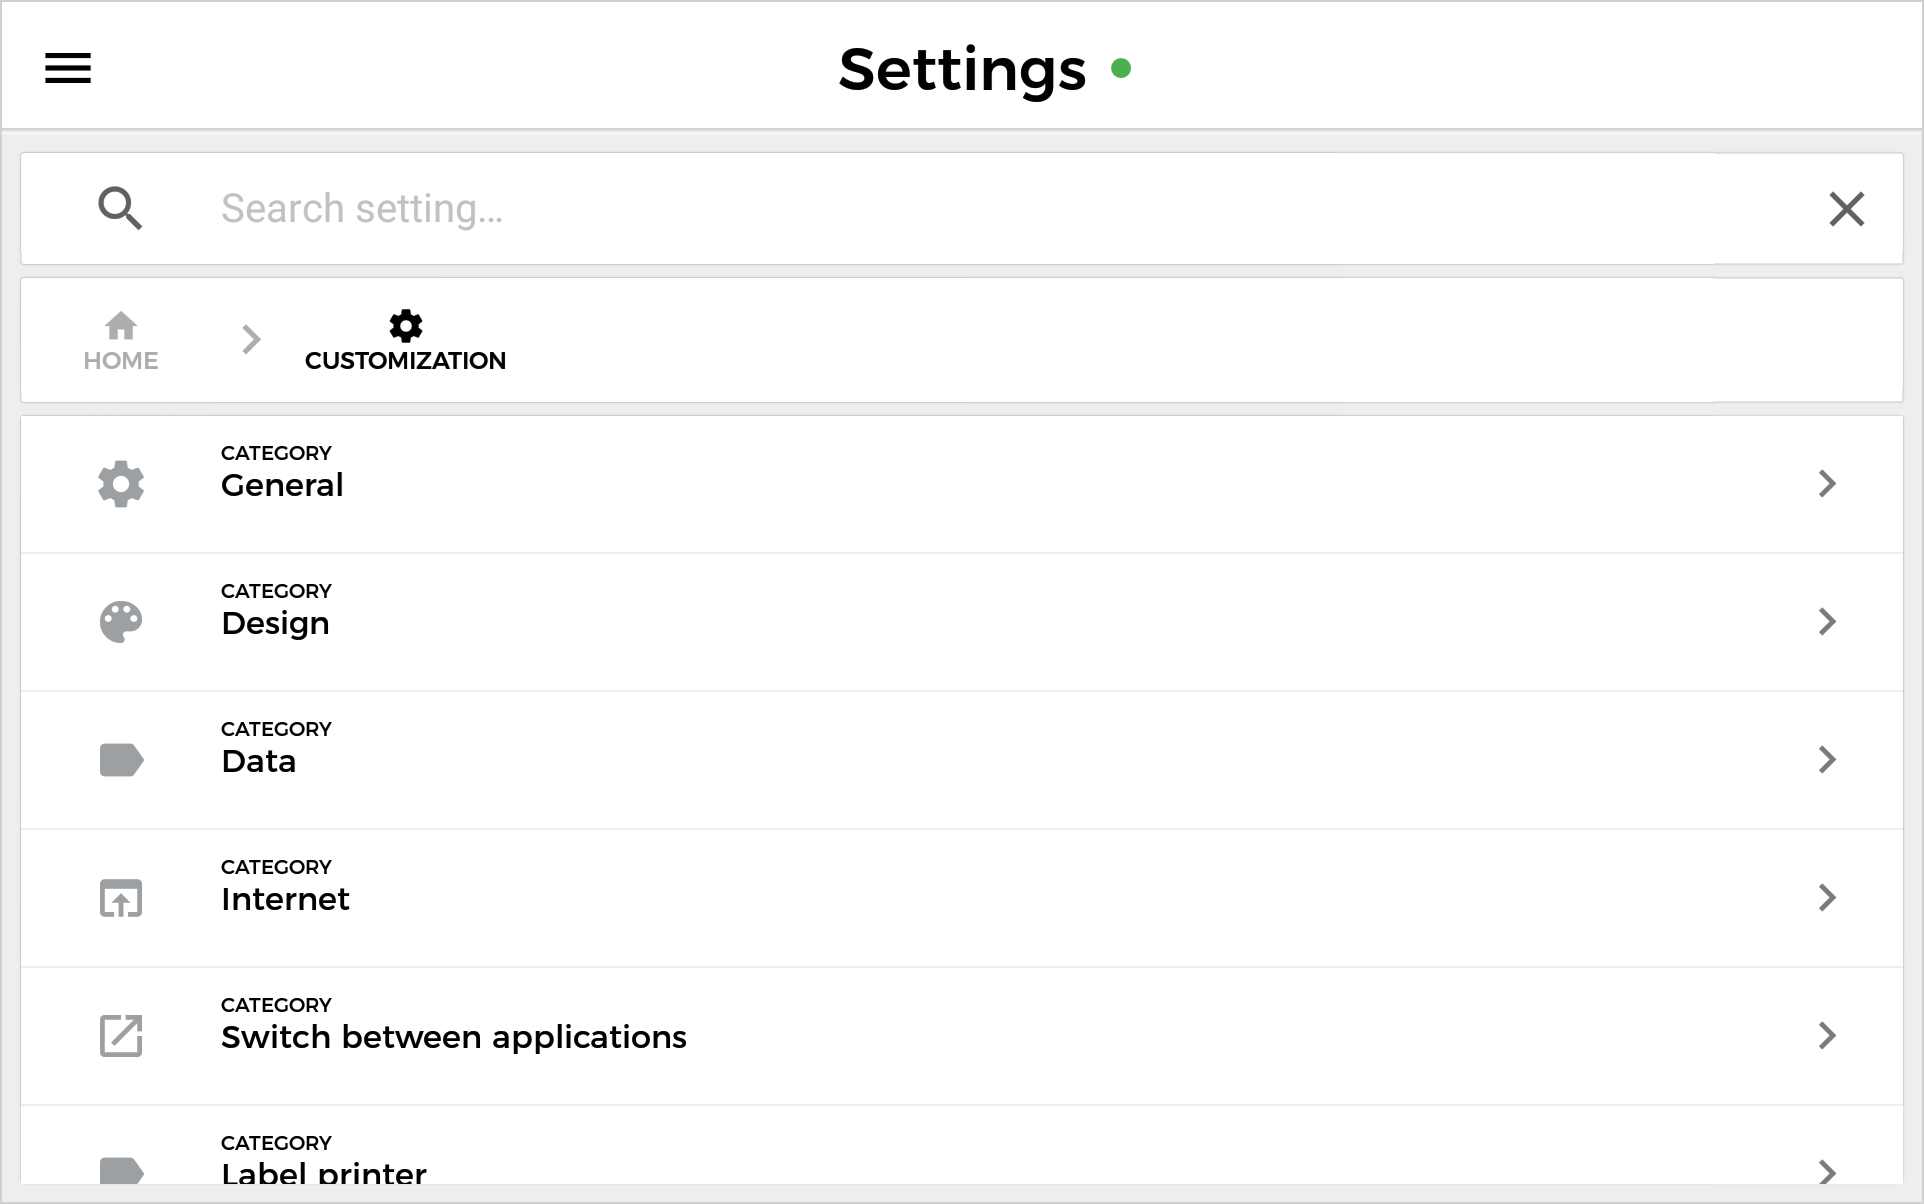 Settings
Search setting...
HOME
CUSTOMIZATION
CATEGORY
General
CATEGORY
Design
CATEGORY
Data
CATEGORY
Internet
CATEGORY
Switch between applications
CATEGORY
Label printer